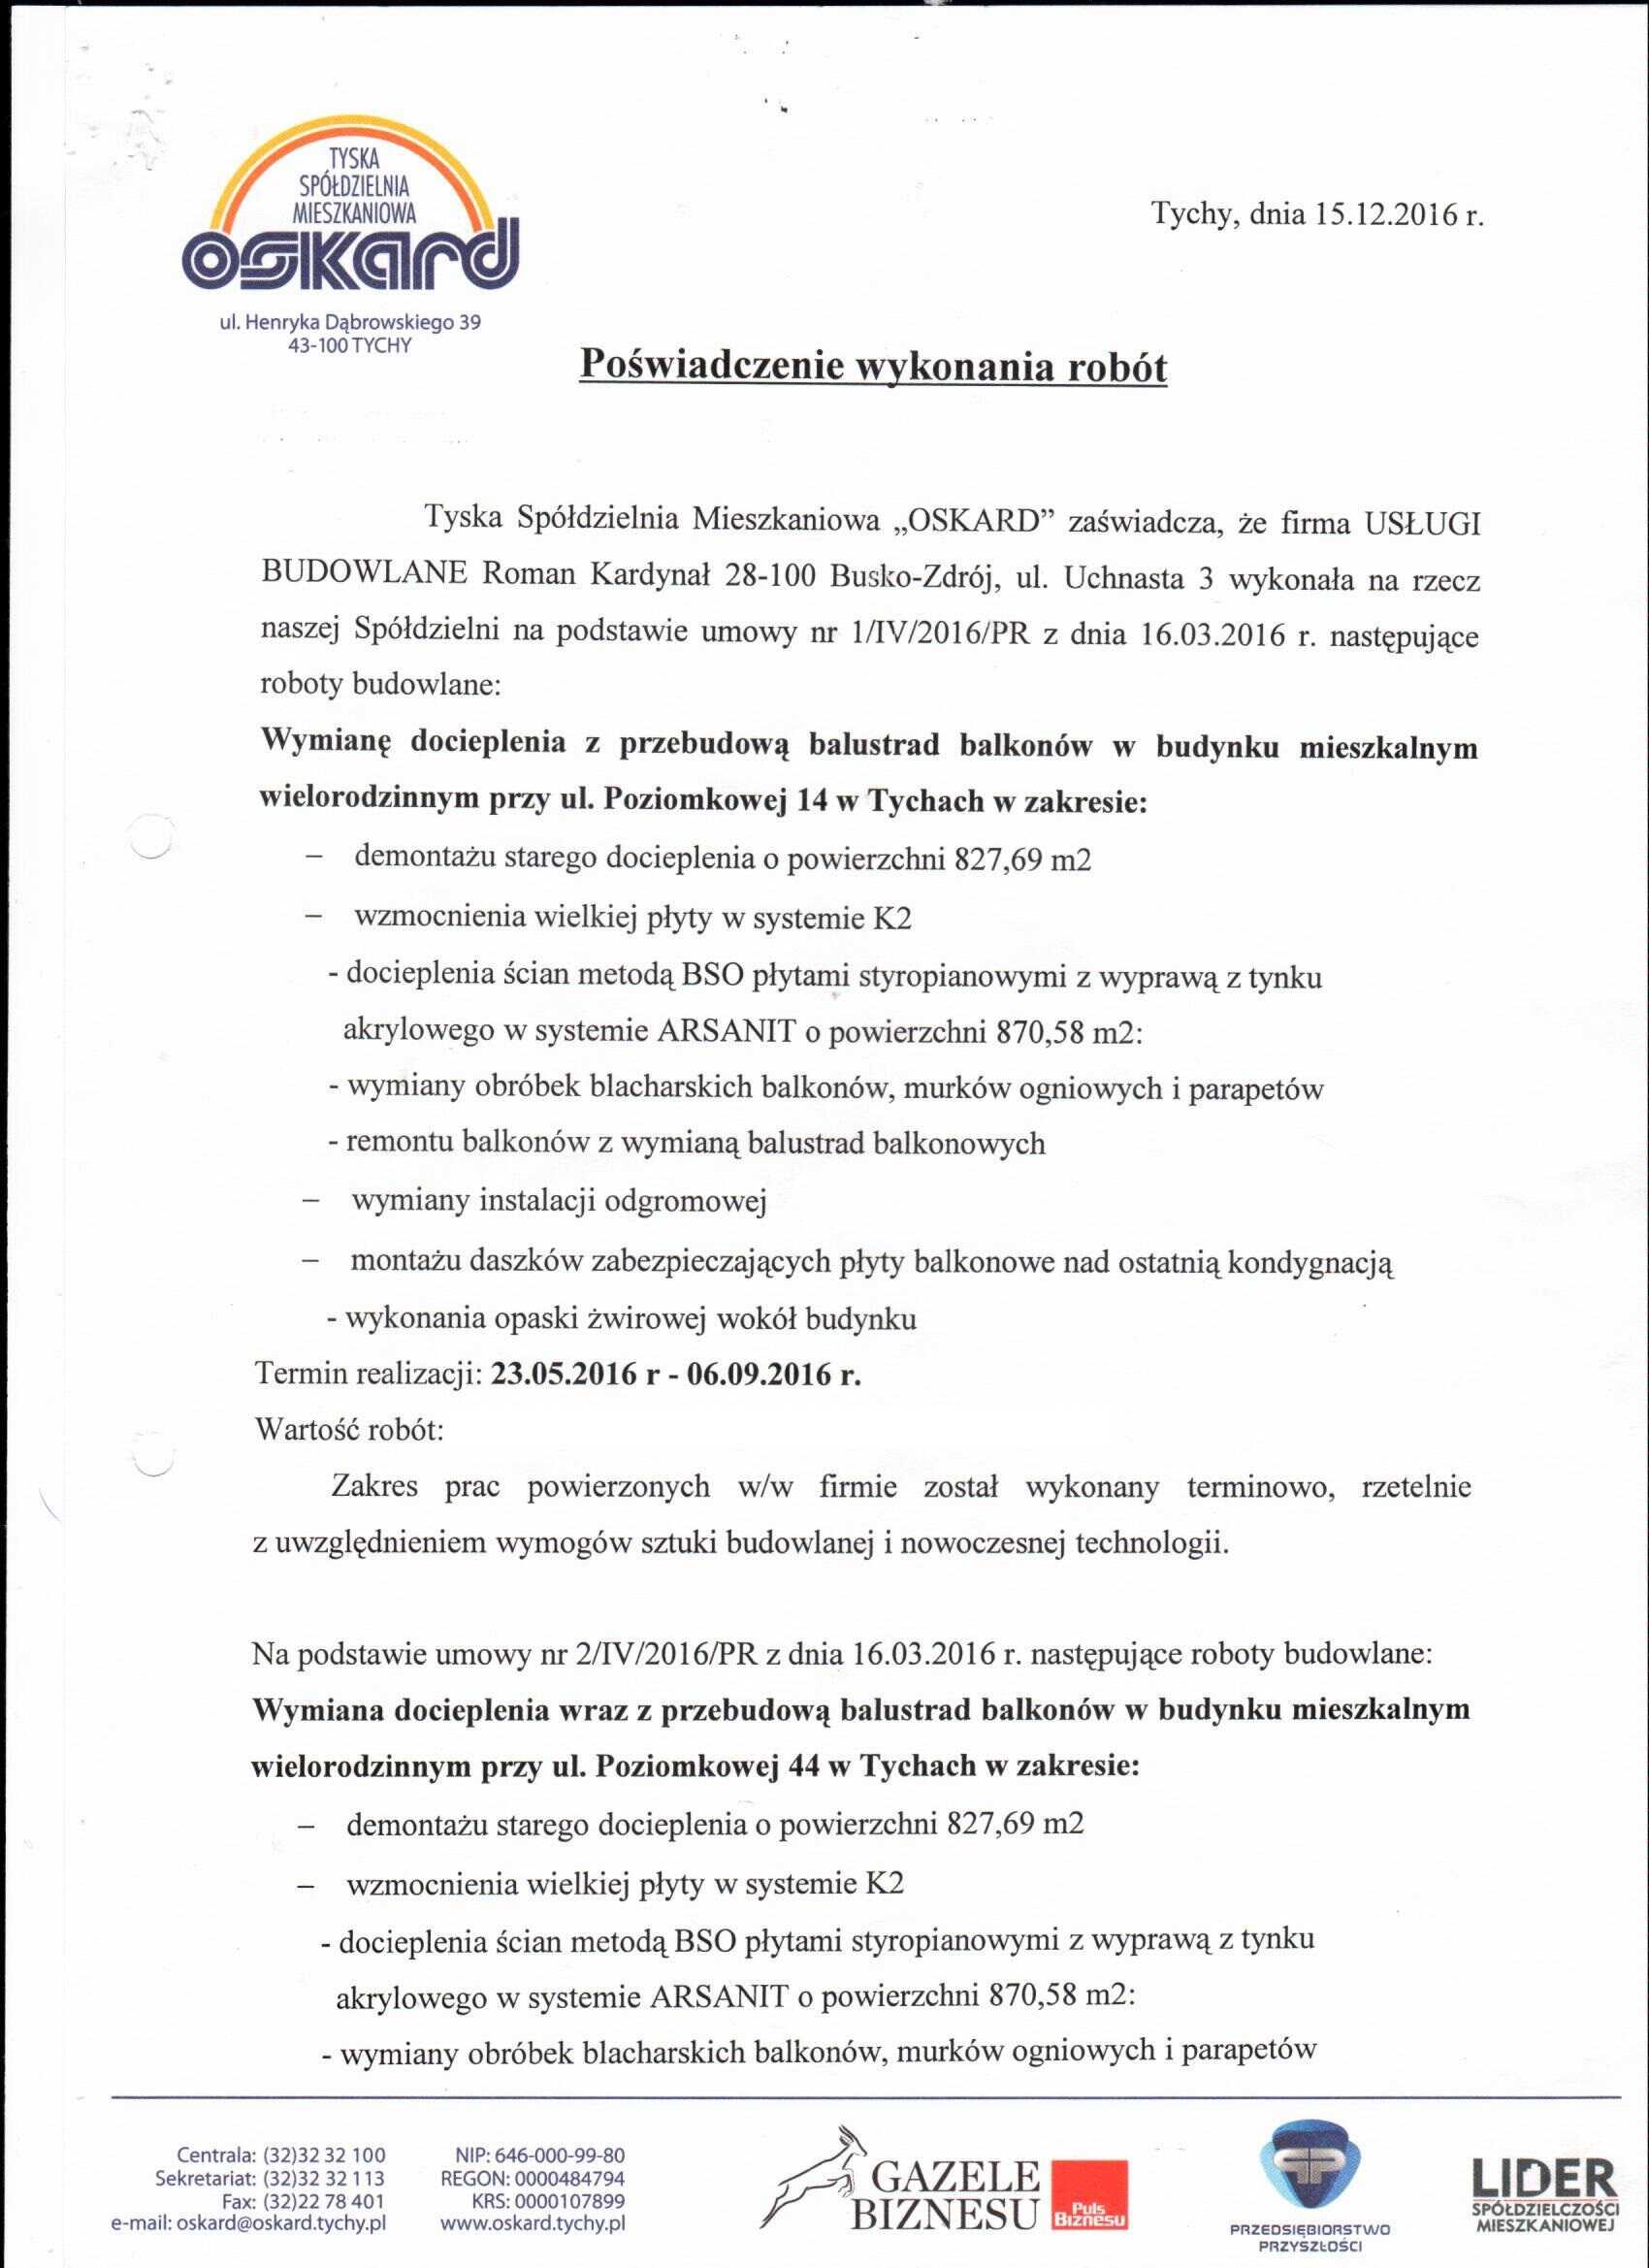 TYSKA
SPÓŁDZIELNIA
MIESZKANIOWA
oskard
ul. Henryka Dąbrowskiego 39
43-100 TYCHY
Tychy, dnia 15.12.2016 r.
Poświadczenie wykonania robót
Tyska Spółdzielnia Mieszkaniowa „OSKARD” zaświadcza, że firma USŁUGI
BUDOWLANE Roman Kardynał 28-100 Busko-Zdrój, ul. Uchnasta 3 wykonała na rzecz
naszej Spółdzielni na podstawie umowy nr 1/IV/2016/PR z dnia 16.03.2016 r. następujące
roboty budowlane:
Wymianę docieplenia z przebudową balustrad balkonów w budynku mieszkalnym
wielorodzinnym przy ul. Poziomkowej 14 w Tychach w zakresie:
– demontażu starego docieplenia o powierzchni 827,69 m2
– wzmocnienia wielkiej płyty w systemie K2
- docieplenia ścian metodą BSO płytami styropianowymi z wyprawą z tynku
akrylowego w systemie ARSANIT o powierzchni 870,58 m2:
- wymiany obróbek blacharskich balkonów, murków ogniowych i parapetów
- remontu balkonów z wymianą balustrad balkonowych
– wymiany instalacji odgromowej
– montażu daszków zabezpieczających płyty balkonowe nad ostatnią kondygnacją
- wykonania opaski żwirowej wokół budynku
Termin realizacji: 23.05.2016 r - 06.09.2016 r.
Wartość robót:
Zakres prac powierzonych w/w firmie został wykonany terminowo, rzetelnie
z uwzględnieniem wymogów sztuki budowlanej i nowoczesnej technologii.
Na podstawie umowy nr 2/IV/2016/PR z dnia 16.03.2016 r. następujące roboty budowlane:
Wymiana docieplenia wraz z przebudową balustrad balkonów w budynku mieszkalnym
wielorodzinnym przy ul. Poziomkowej 44 w Tychach w zakresie:
– demontażu starego docieplenia o powierzchni 827,69 m2
– wzmocnienia wielkiej płyty w systemie K2
- docieplenia ścian metodą BSO płytami styropianowymi z wyprawą z tynku
akrylowego w systemie ARSANIT o powierzchni 870,58 m2:
- wymiany obróbek blacharskich balkonów, murków ogniowych i parapetów
Centrala: (32)32 32 100
Sekretariat: (32)32 32 113
Fax: (32)22 78 401
e-mail: oskard@oskard.tychy.pl
NIP: 646-000-99-80
REGON: 0000484794
KRS: 0000107899
www.oskard.tychy.pl
GAZELE
BIZNESU
Puls
Biznesu
PRZEDSIĘBIORSTWO
PRZYSZŁOŚCI
LIDER
SPÓŁDZIELCZOŚCI
MIESZKANIOWEJ